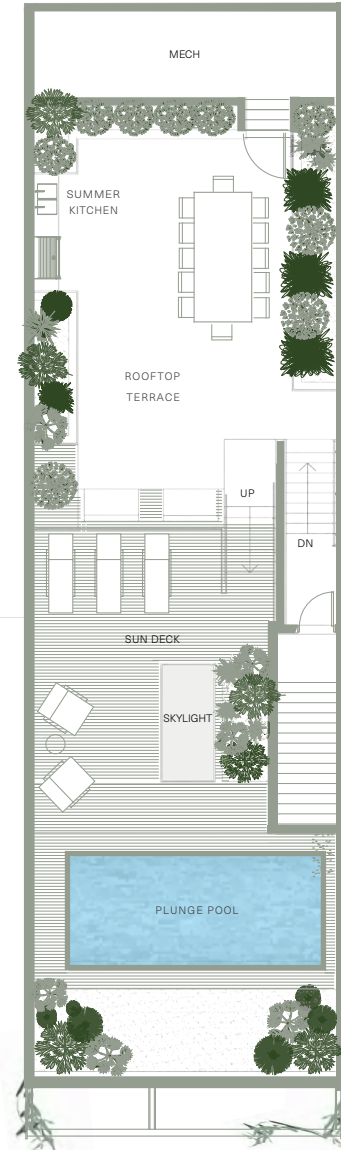 MECH
SUMMER
KITCHEN
ROOFTOP
TERRACE
UP
DN
SUN DECK
SKYLIGHT
PLUNGE POOL